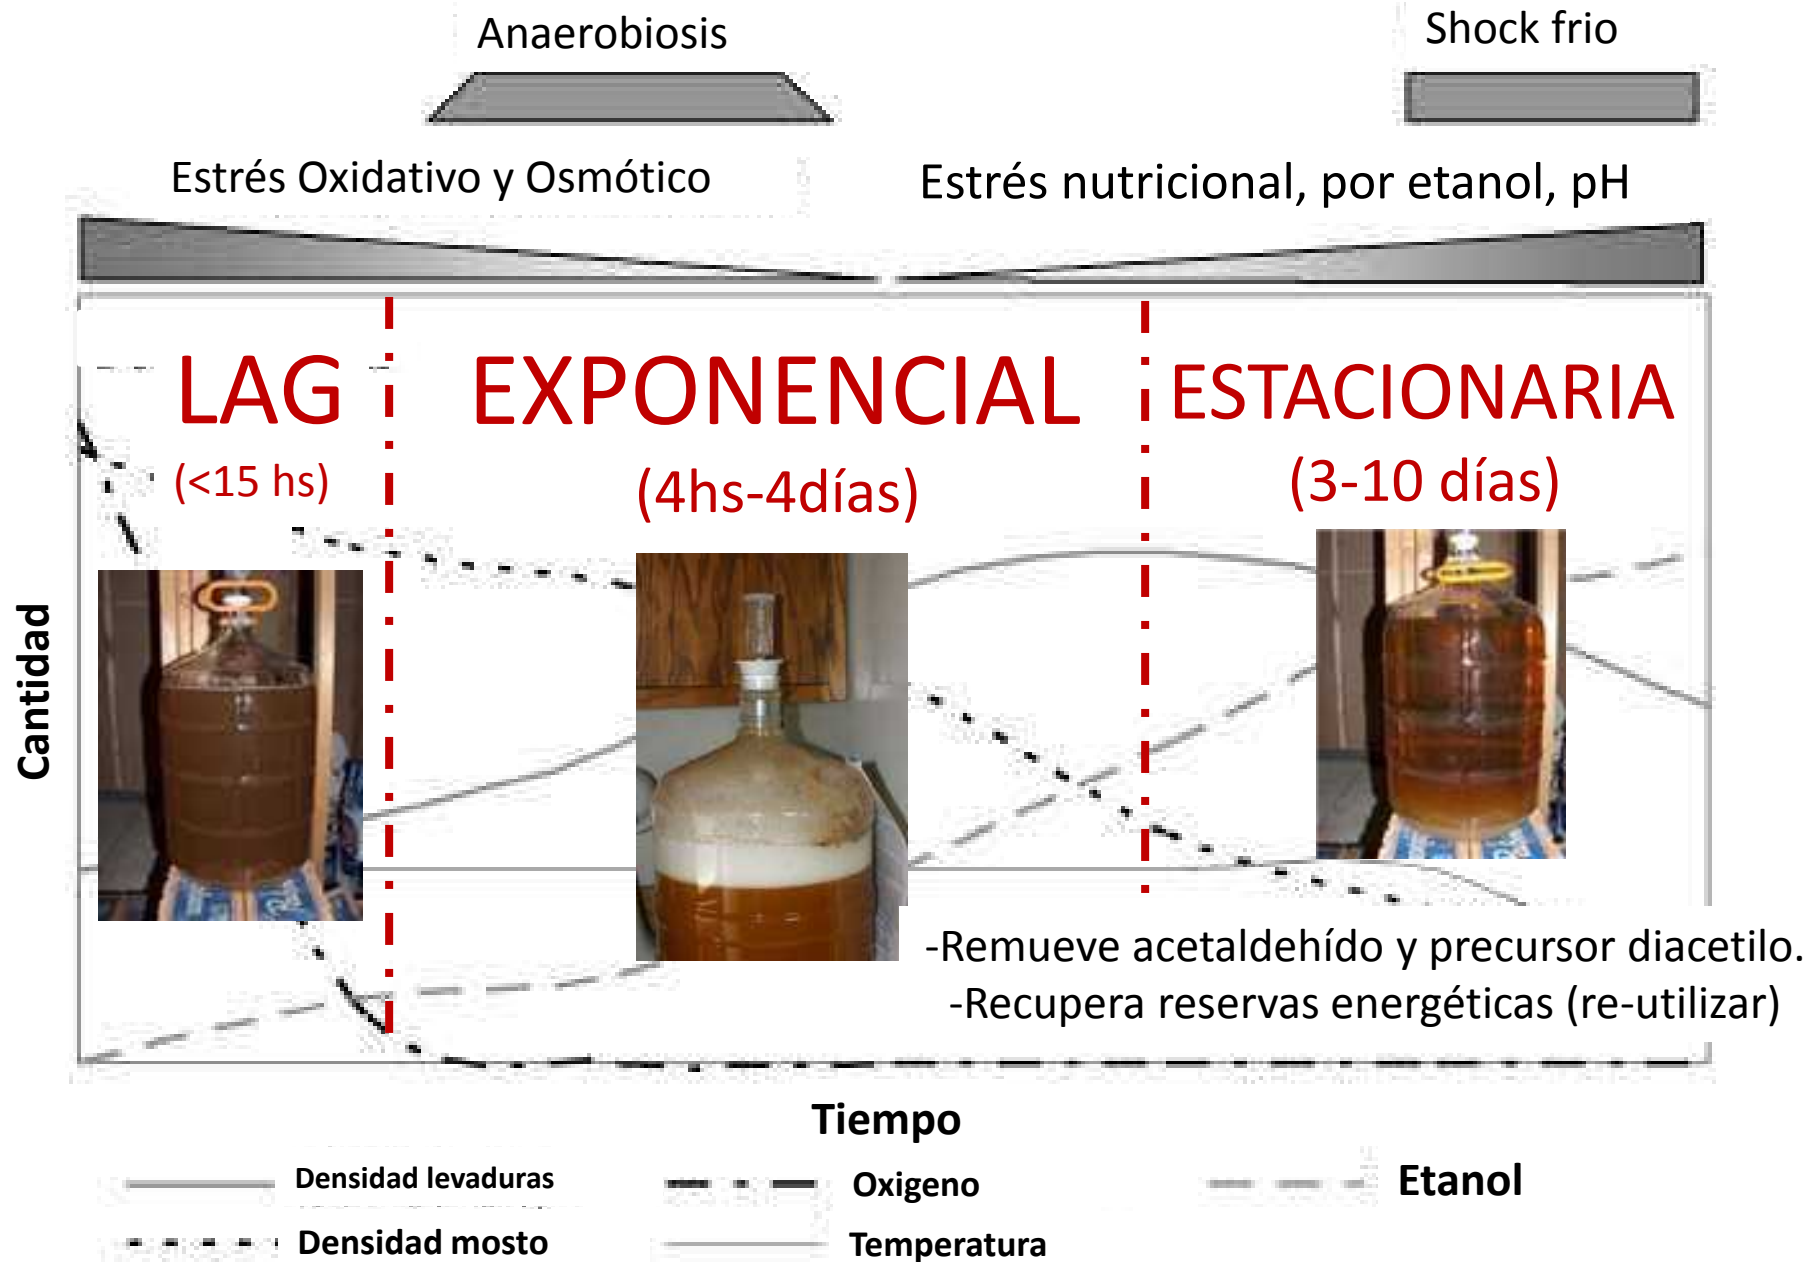 Anaerobiosis
Shock frio
Estrés Oxidativo y Osmótico
Estrés nutricional, por etanol, pH
LAG
(<15 hs)
EXPONENCIAL
(4hs-4días)
ESTACIONARIA
(3-10 días)
Cantidad
-Remueve acetaldehído y precursor diacetilo.
-Recupera reservas energéticas (re-utilizar)
Tiempo
Densidad levaduras
Oxigeno
Etanol
Densidad mosto
Temperatura